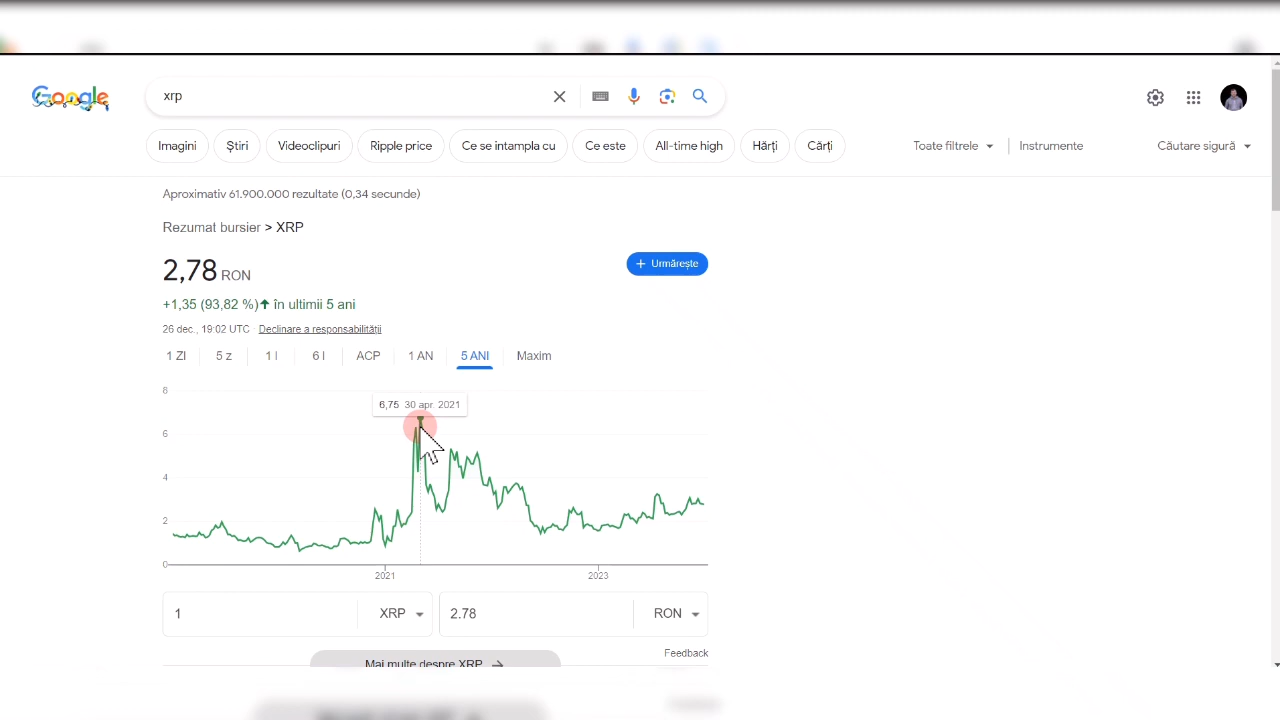 Google
xrp
Imagini Știri Videoclipuri Ripple price Ce se intampla cu Ce este All-time high Hărți Cărți Toate filtrele Instrumente Căutare sigură
Aproximativ 61.900.000 rezultate (0,34 secunde)
Rezumat bursier > XRP
2,78 RON
+ Urmărește
+1,35 (93,82 %) în ultimii 5 ani
26 dec., 19:02 UTC · Declinare a responsabilității
1 ZI 5 z 1 l 6 l ACP 1 AN 5 ANI Maxim
8
6,75 30 apr. 2021
6
4
2
0
2021 2023
1 XRP 2.78 RON
Feedback
Mai multe despre XRP